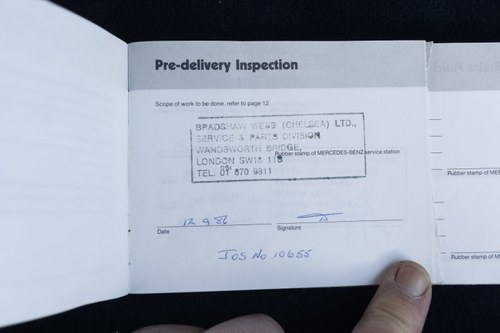 Pre-delivery Inspection
Scope of work to be done, refer to page 12
BRADSHAW WEBB (CHELSEA) LTD.,
SERVICE & PARTS DIVISION
WANDSWORTH BRIDGE,
Rubber stamp of MERCEDES-BENZ service station
LONDON SW18 1TS
TEL. 01 870 9811
12.9.86
Date
Signature
JOB No 10655
Rubber stamp of ME
Rubber stamp of M